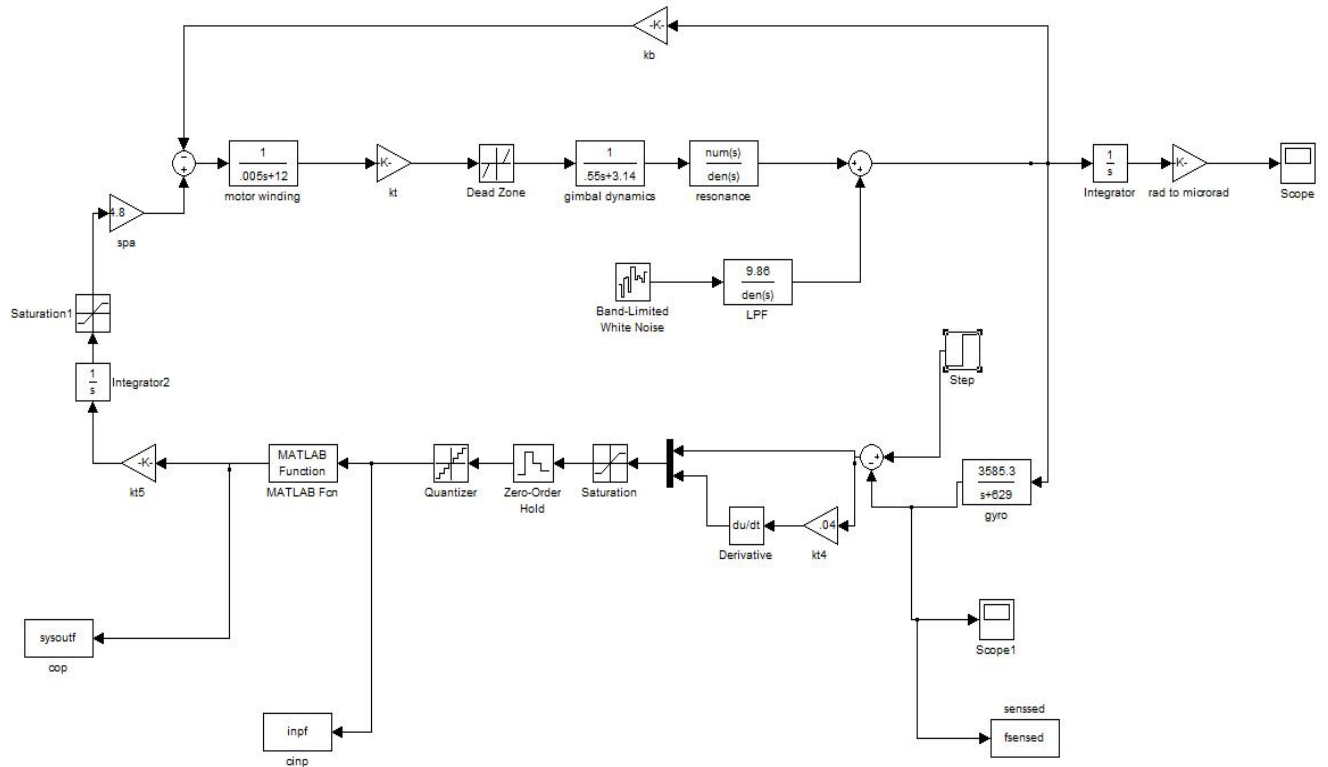 -K-
kb
1
.005s+12
motor winding
K-
kt
Dead Zone
1
.55s+3.14
gimbal dynamics
num(s)
den(s)
resonance
1
s
Integrator
K-
rad to microrad
Scope
4.8
spa
Band-Limited
White Noise
9.86
den(s)
LPF
Saturation1
1
s
Integrator2
Step
-K-
kt5
MATLAB
Function
MATLAB Fcn
Quantizer
Zero-Order
Hold
Saturation
du/dt
Derivative
.04
kt4
3585.3
s+629
gyro
sysoutf
cop
Scope1
inpf
cinp
senssed
fsensed